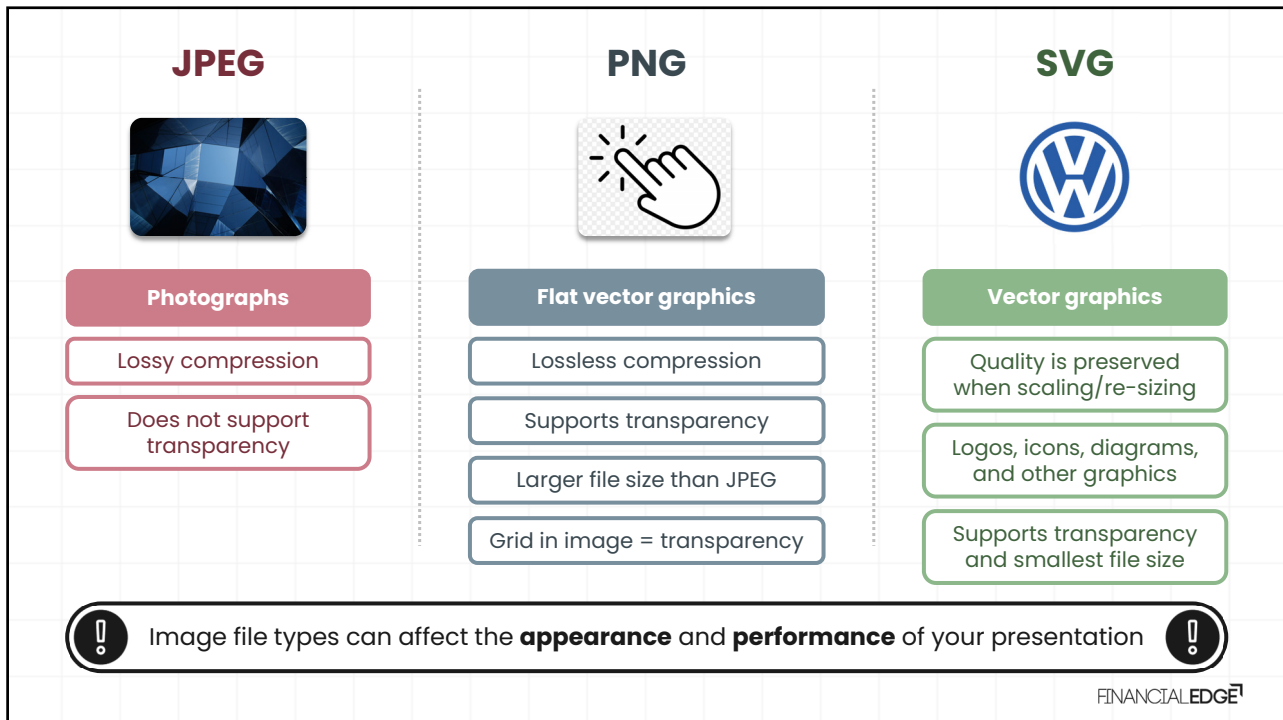 JPEG
Photographs
Lossy compression
Does not support
transparency
PNG
Flat vector graphics
Lossless compression
Supports transparency
Larger file size than JPEG
Grid in image = transparency
SVG
VW
Vector graphics
Quality is preserved
when scaling/re-sizing
Logos, icons, diagrams,
and other graphics
Supports transparency
and smallest file size
! Image file types can affect the appearance and performance of your presentation !
FINANCIALEDGE